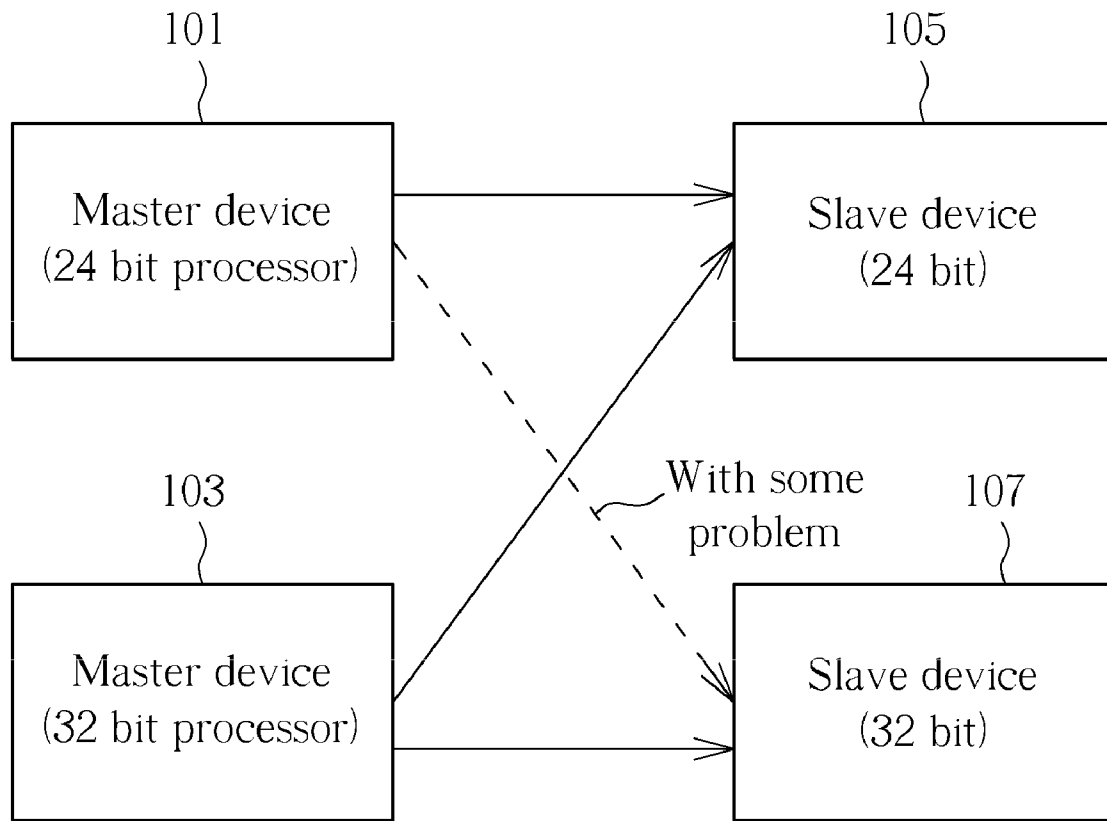 101
105
Master device
(24 bit processor)
Slave device
(24 bit)
With some
problem
103
107
Master device
(32 bit processor)
Slave device
(32 bit)